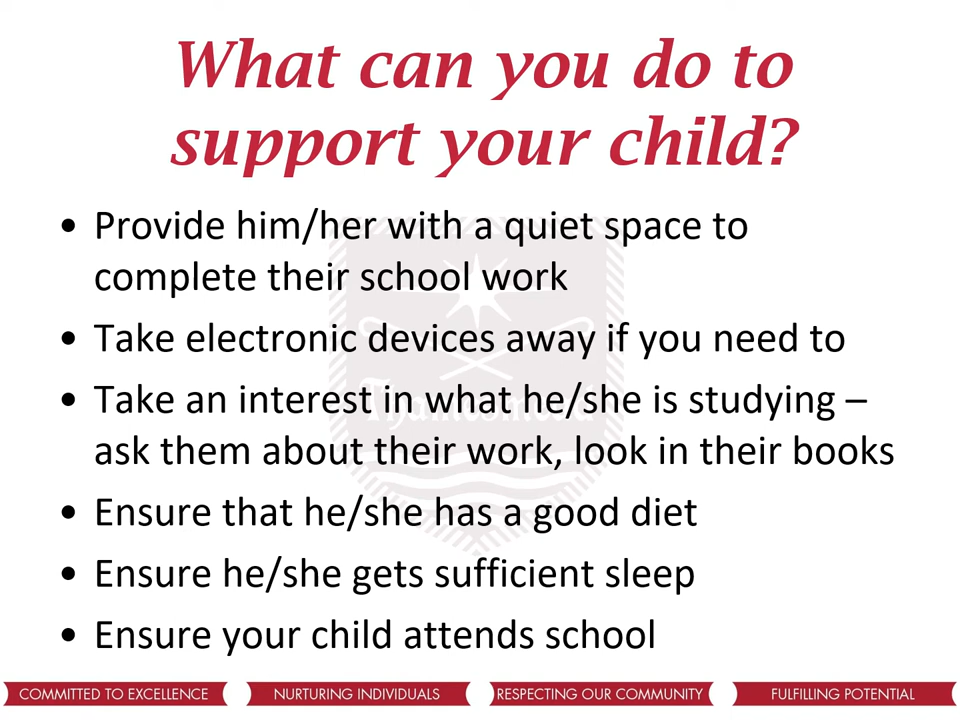 What can you do to
support your child?
• Provide him/her with a quiet space to
complete their school work
• Take electronic devices away if you need to
• Take an interest in what he/she is studying –
ask them about their work, look in their books
• Ensure that he/she has a good diet
• Ensure he/she gets sufficient sleep
• Ensure your child attends school
COMMITTED TO EXCELLENCE NURTURING INDIVIDUALS RESPECTING OUR COMMUNITY FULFILLING POTENTIAL